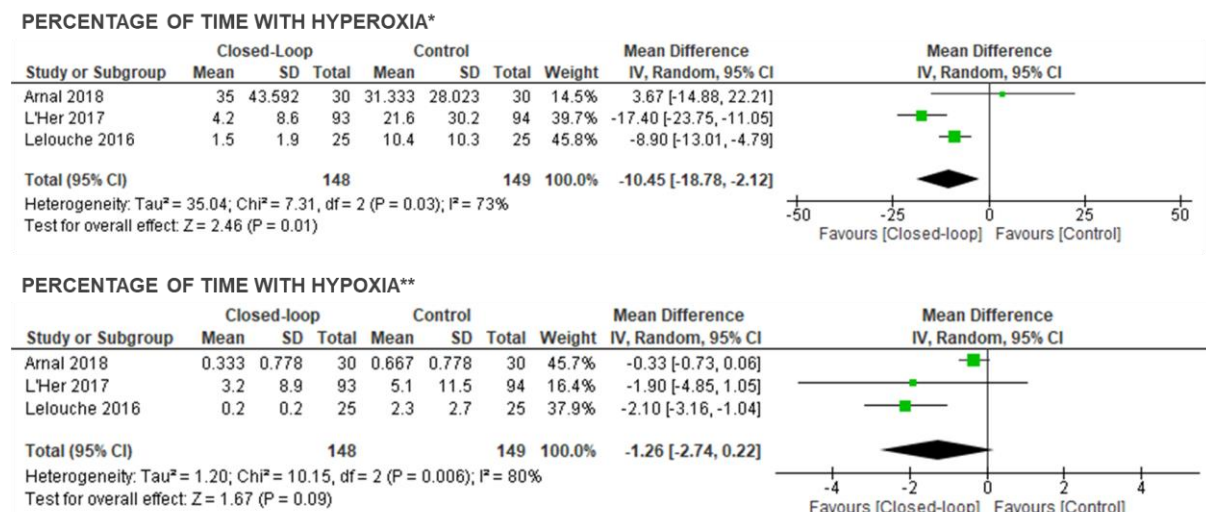 PERCENTAGE OF TIME WITH HYPEROXIA*
Closed-Loop Control Mean Difference Mean Difference
Study or Subgroup Mean SD Total Mean SD Total Weight IV, Random, 95% CI IV, Random, 95% CI
Arnal 2018 35 43.592 30 31.333 28.023 30 14.5% 3.67 [-14.88, 22.21]
L'Her 2017 4.2 8.6 93 21.6 30.2 94 39.7% -17.40 [-23.75, -11.05]
Lelouche 2016 1.5 1.9 25 10.4 10.3 25 45.8% -8.90 [-13.01, -4.79]
Total (95% CI) 148 149 100.0% -10.45 [-18.78, -2.12]
Heterogeneity: Tau² = 35.04; Chi² = 7.31, df = 2 (P = 0.03); I² = 73%
Test for overall effect: Z = 2.46 (P = 0.01)
-50 -25 0 25 50
Favours [Closed-loop] Favours [Control]
PERCENTAGE OF TIME WITH HYPOXIA**
Closed-loop Control Mean Difference Mean Difference
Study or Subgroup Mean SD Total Mean SD Total Weight IV, Random, 95% CI IV, Random, 95% CI
Arnal 2018 0.333 0.778 30 0.667 0.778 30 45.7% -0.33 [-0.73, 0.06]
L'Her 2017 3.2 8.9 93 5.1 11.5 94 16.4% -1.90 [-4.85, 1.05]
Lelouche 2016 0.2 0.2 25 2.3 2.7 25 37.9% -2.10 [-3.16, -1.04]
Total (95% CI) 148 149 100.0% -1.26 [-2.74, 0.22]
Heterogeneity: Tau² = 1.20; Chi² = 10.15, df = 2 (P = 0.006); I² = 80%
Test for overall effect: Z = 1.67 (P = 0.09)
-4 -2 0 2 4
Favours [Closed-loop] Favours [Control]